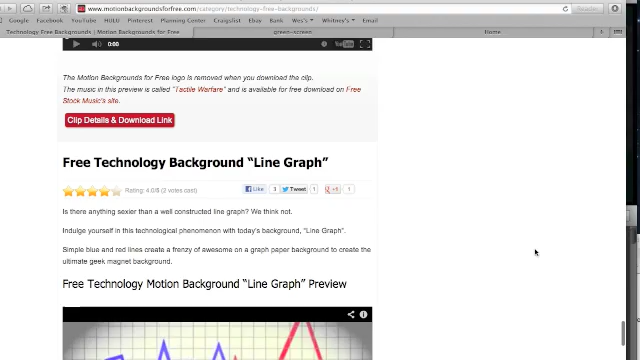 www.motionbackgroundsforfree.com/category/technology-free-backgrounds/
Reader
Google Facebook YouTube HULU Pinterest Planning Center Craigslist Ebay Bank Wes's Whitney's Email
Technology Free Backgrounds | Motion Backgrounds for Free
green-screen
Home
0:00
The Motion Backgrounds for Free logo is removed when you download the clip.
The music in this preview is called "Tactile Warfare" and is available for free download on Free
Stock Music's site.
Clip Details & Download Link
Free Technology Background "Line Graph"
Rating: 4.0/5 (2 votes cast)
Like 3 Tweet 1 +1 1
Is there anything sexier than a well constructed line graph? We think not.
Indulge yourself in this technological phenomenon with today's background, "Line Graph".
Simple blue and red lines create a frenzy of awesome on a graph paper background to create the
ultimate geek magnet background.
Free Technology Motion Background "Line Graph" Preview